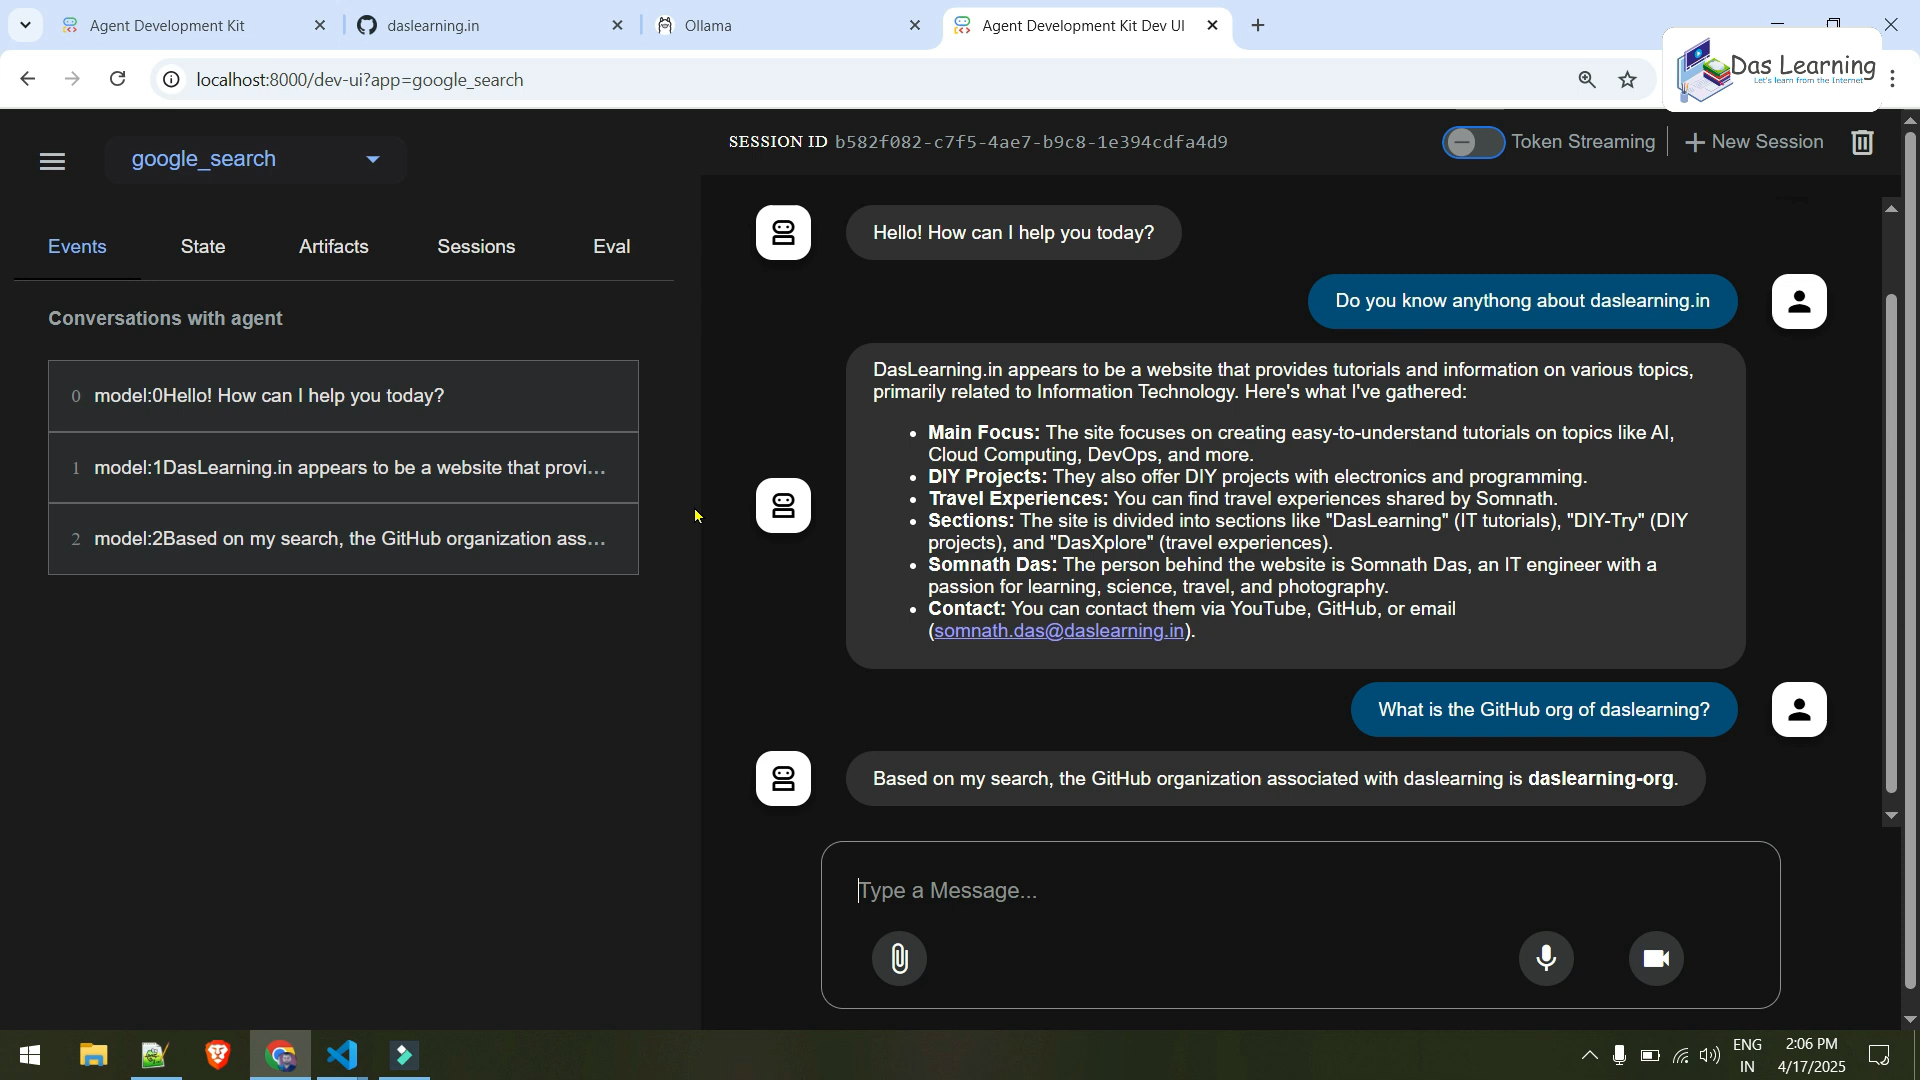 Agent Development Kit
daslearning.in
Ollama
Agent Development Kit Dev UI
localhost:8000/dev-ui?app=google_search
Das Learning
Let's learn from the Internet
google_search
SESSION ID b582f082-c7f5-4ae7-b9c8-1e394cdfa4d9
Token Streaming
New Session
Events
State
Artifacts
Sessions
Eval
Conversations with agent
0 model:0Hello! How can I help you today?
1 model:1DasLearning.in appears to be a website that provi...
2 model:2Based on my search, the GitHub organization ass...
Hello! How can I help you today?
Do you know anythong about daslearning.in
DasLearning.in appears to be a website that provides tutorials and information on various topics,
primarily related to Information Technology. Here's what I've gathered:
• Main Focus: The site focuses on creating easy-to-understand tutorials on topics like AI,
Cloud Computing, DevOps, and more.
• DIY Projects: They also offer DIY projects with electronics and programming.
• Travel Experiences: You can find travel experiences shared by Somnath.
• Sections: The site is divided into sections like "DasLearning" (IT tutorials), "DIY-Try" (DIY
projects), and "DasXplore" (travel experiences).
• Somnath Das: The person behind the website is Somnath Das, an IT engineer with a
passion for learning, science, travel, and photography.
• Contact: You can contact them via YouTube, GitHub, or email
(somnath.das@daslearning.in).
What is the GitHub org of daslearning?
Based on my search, the GitHub organization associated with daslearning is daslearning-org.
Type a Message...
ENG
IN
2:06 PM
4/17/2025